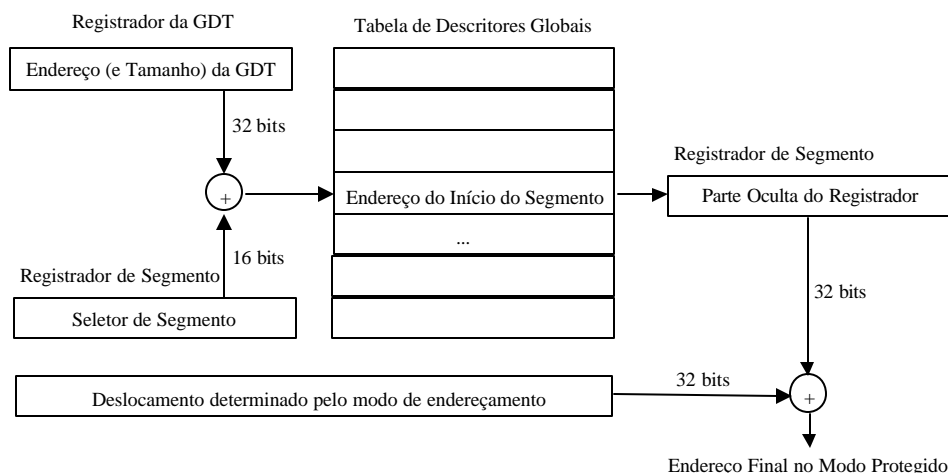 Registrador da GDT
Tabela de Descritores Globais
Endereço (e Tamanho) da GDT
32 bits
Registrador de Segmento
+
Endereço do Início do Segmento
Parte Oculta do Registrador
...
16 bits
Registrador de Segmento
Seletor de Segmento
32 bits
32 bits
Deslocamento determinado pelo modo de endereçamento
+
Endereço Final no Modo Protegido